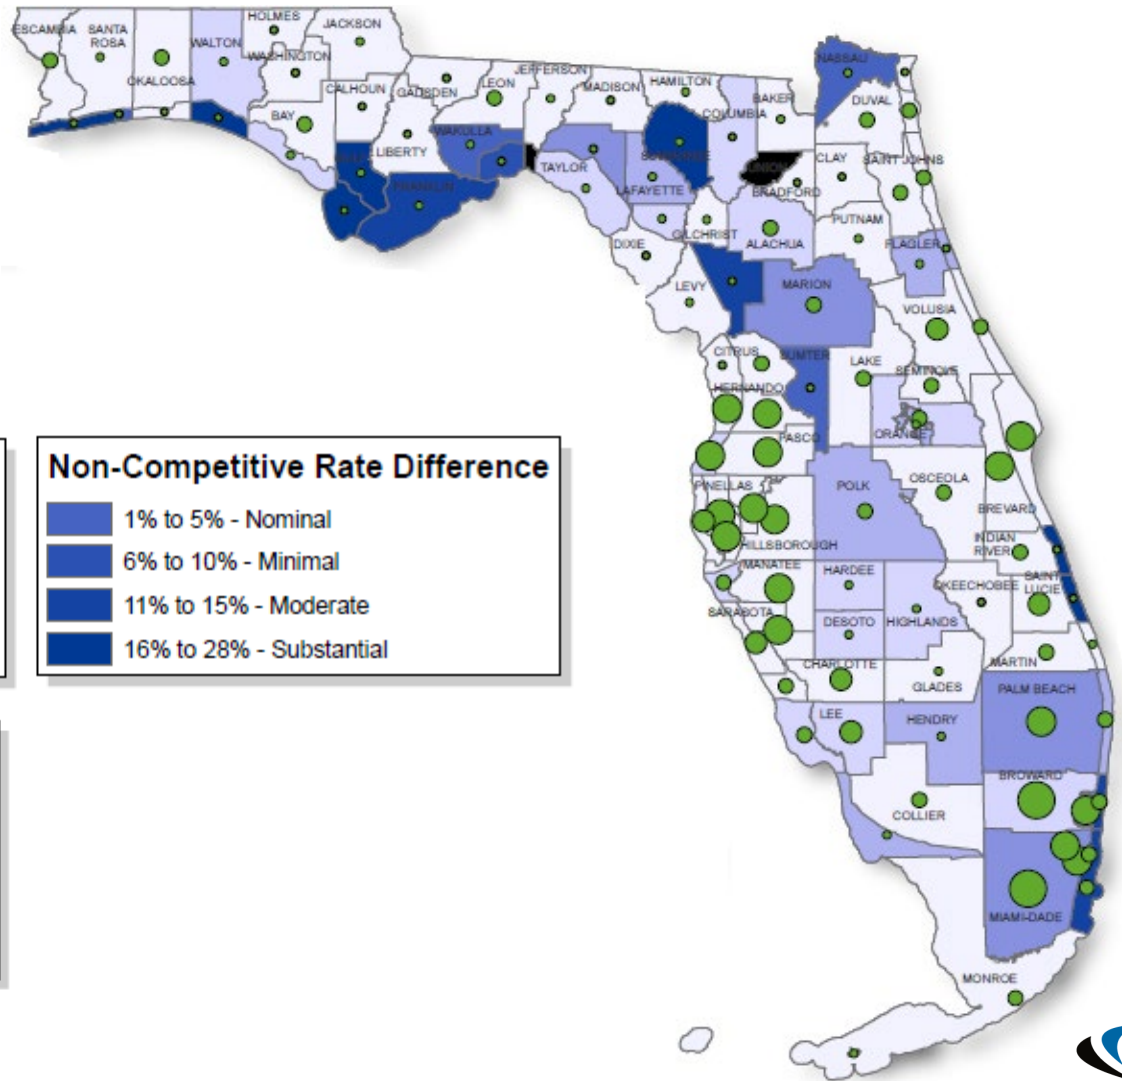 HOLMES
ESCAMBIA
SANTA
ROSA
JACKSON
WALTON
WASHINGTON
OKALOOSA
CALHOUN
GADSDEN
LEON
JEFFERSON
MADISON
HAMILTON
NASSAU
BAKER
DUVAL
COLUMBIA
BAY
LIBERTY
WAKULLA
TAYLOR
SUWANNEE
UNION
CLAY
SAINT JOHNS
FRANKLIN
LAFAYETTE
BRADFORD
PUTNAM
DIXIE
GILCHRIST
ALACHUA
FLAGLER
LEVY
MARION
VOLUSIA
CITRUS
SUMTER
LAKE
SEMINOLE
HERNANDO
PASCO
ORANGE
Non-Competitive Rate Difference
1% to 5% - Nominal
6% to 10% - Minimal
11% to 15% - Moderate
16% to 28% - Substantial
PINELLAS
POLK
OSCEOLA
BREVARD
HILLSBOROUGH
INDIAN
RIVER
MANATEE
HARDEE
OKEECHOBEE
SAINT
LUCIE
SARASOTA
DESOTO
HIGHLANDS
CHARLOTTE
MARTIN
GLADES
PALM BEACH
LEE
HENDRY
BROWARD
COLLIER
MIAMI-DADE
MONROE